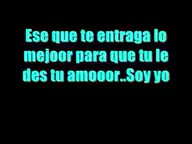 Ese que te entraga lo
mejoor para que tu le
des tu amooor..Soy yo